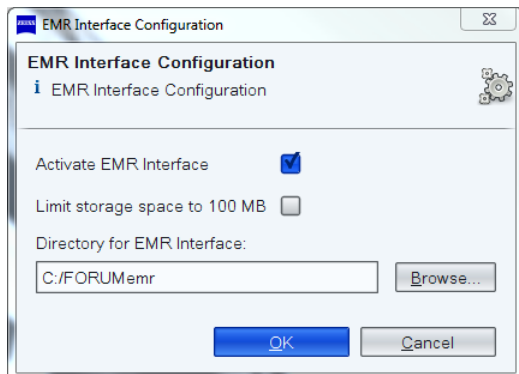 ZEISS EMR Interface Configuration
EMR Interface Configuration
i EMR Interface Configuration
Activate EMR Interface
Limit storage space to 100 MB
Directory for EMR Interface:
C:/FORUMemr
Browse...
OK
Cancel